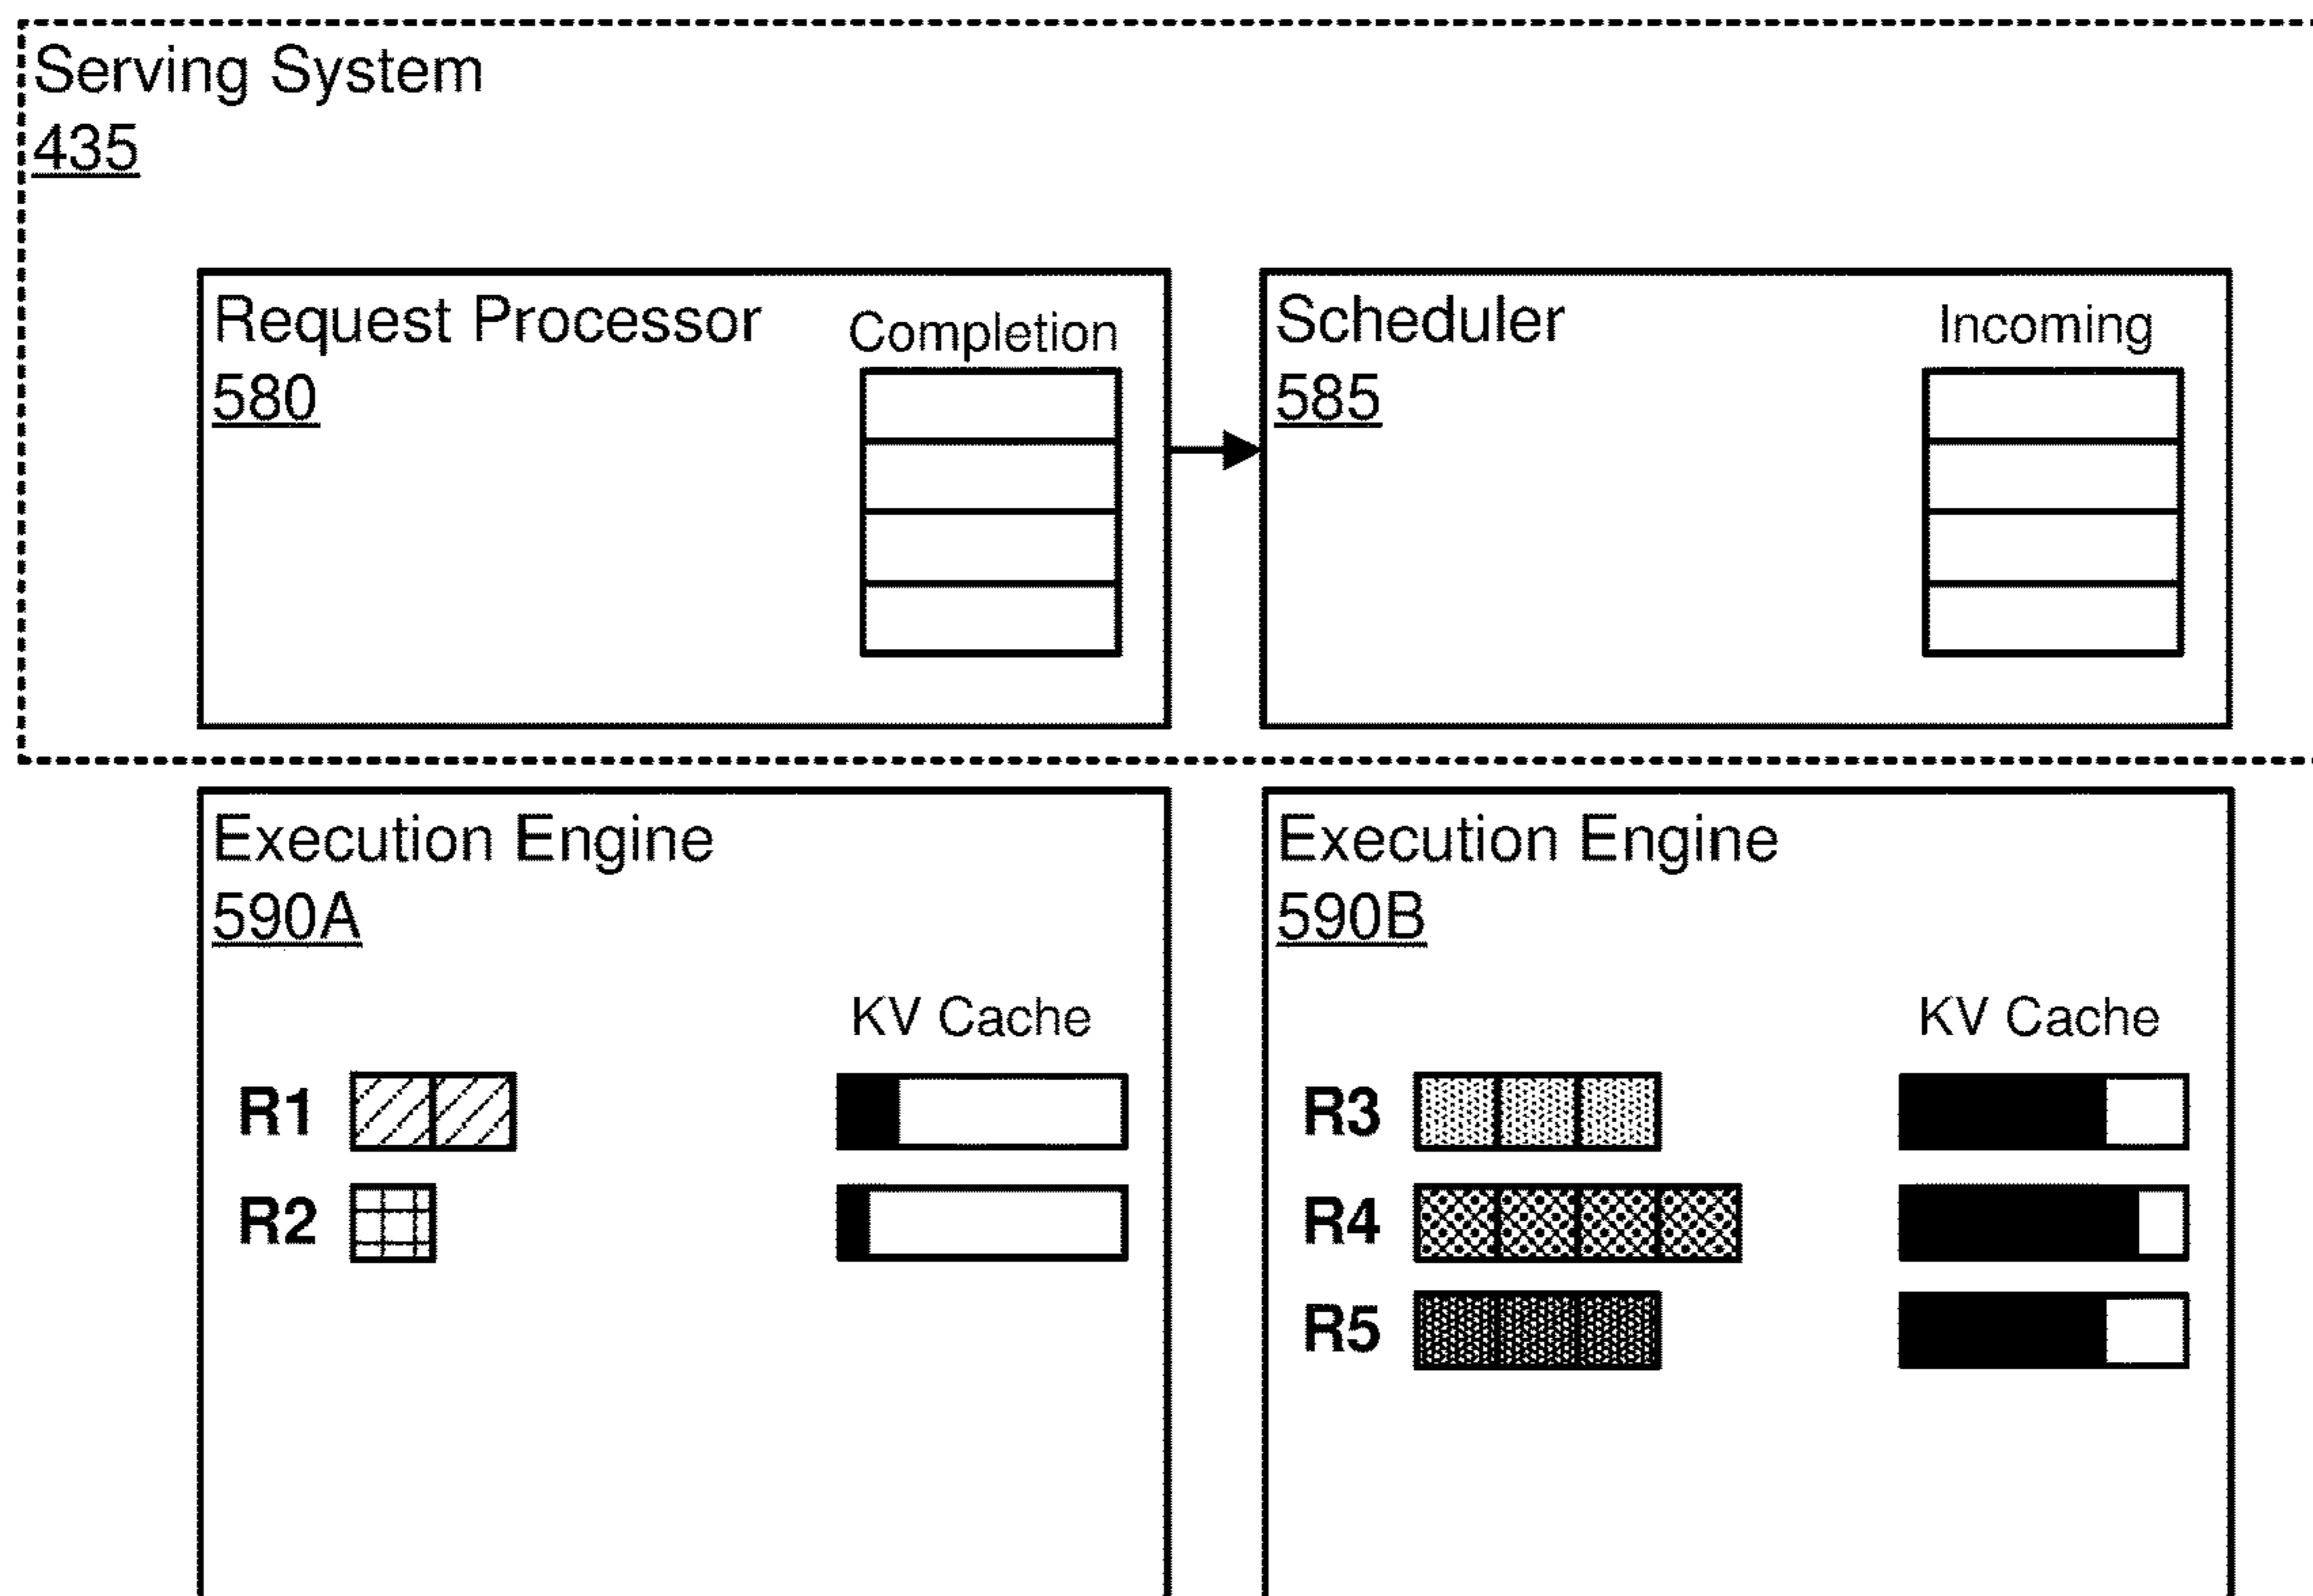 Serving System
435
Request Processor
580
Completion
Scheduler
585
Incoming
Execution Engine
590A
KV Cache
R1
R2
Execution Engine
590B
KV Cache
R3
R4
R5